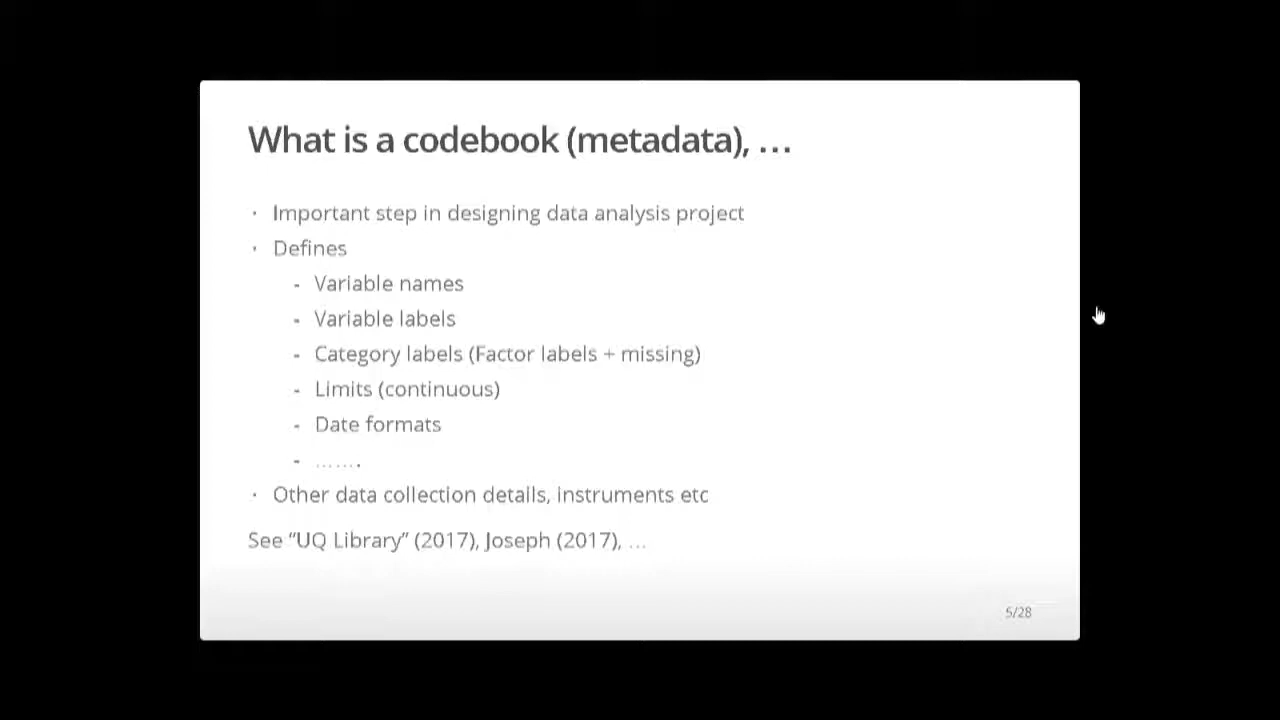 What is a codebook (metadata), …
· Important step in designing data analysis project
· Defines
- Variable names
- Variable labels
- Category labels (Factor labels + missing)
- Limits (continuous)
- Date formats
- …….
· Other data collection details, instruments etc
See “UQ Library” (2017), Joseph (2017), …
5/28